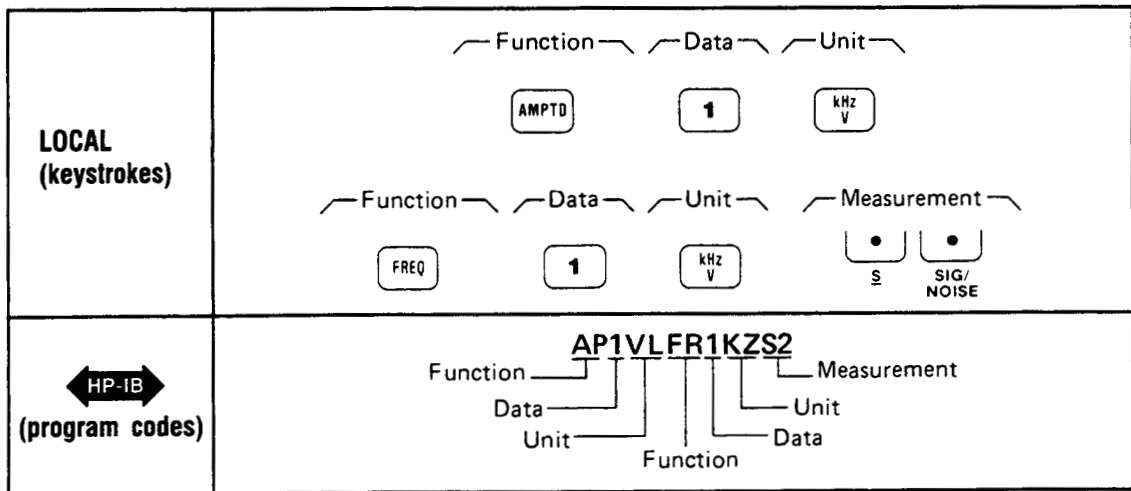 Function Data Unit
AMPTD 1 kHz
V
LOCAL
(keystrokes)
Function Data Unit Measurement
FREQ 1 kHz
V
S SIG/
NOISE
HP-IB
(program codes)
AP1VLFR1KZS2
Function Measurement
Data Unit
Unit Data
Function